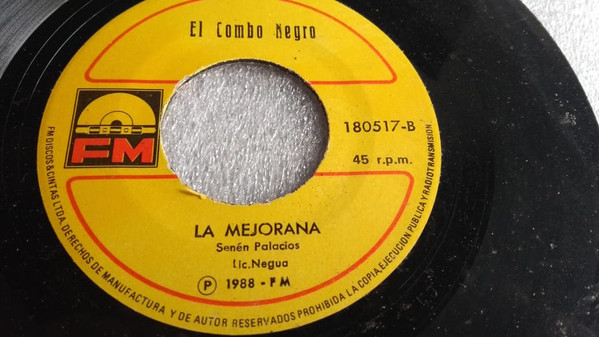 El Combo Negro
FM
180517-B
45 r.p.m.
LA MEJORANA
Senén Palacios
Lic.Negua
Ⓟ 1988 - FM
FM DISCOS & CINTAS LTDA. DERECHOS DE MANUFACTURA Y DE AUTOR RESERVADOS PROHIBIDA LA COPIA, EJECUCION PUBLICA Y RADIOTRANSMISION